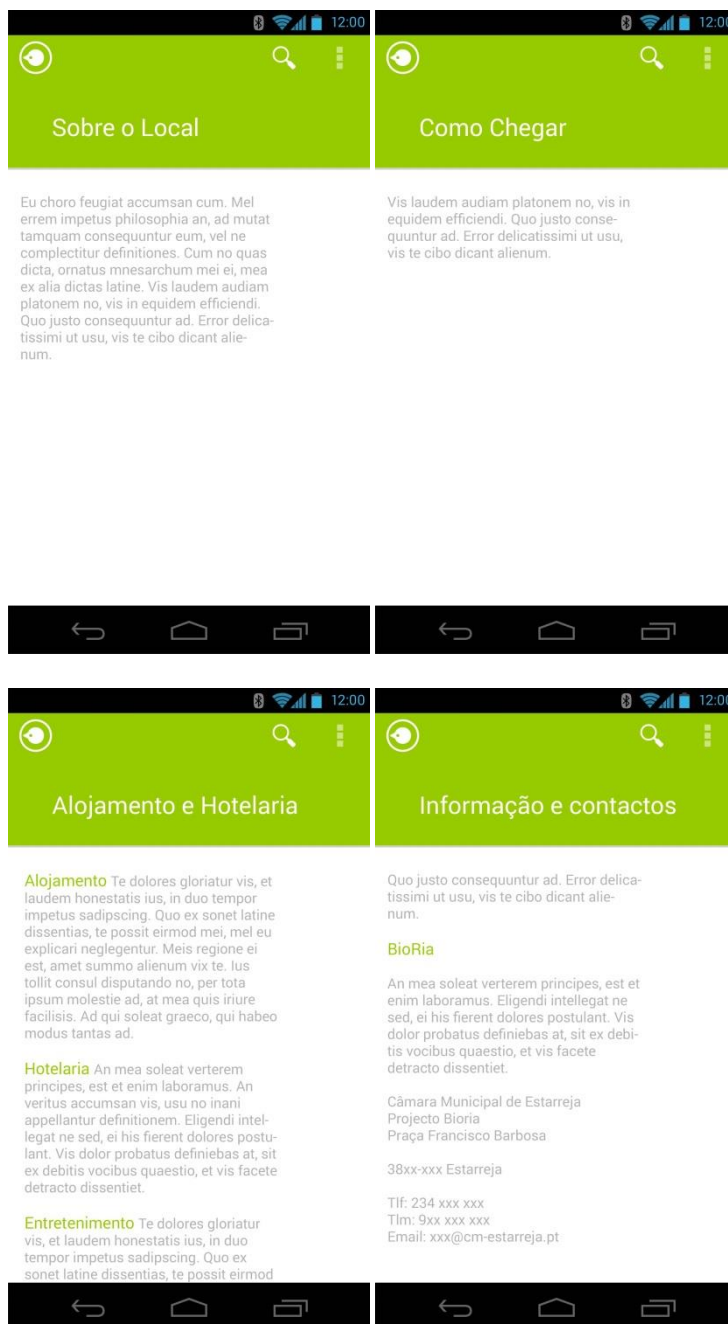 12:00
Sobre o Local
Eu choro feugiat accumsan cum. Mel
errem impetus philosophia an, ad mutat
tamquam consequuntur eum, vel ne
complectitur definitiones. Cum no quas
dicta, ornatus mnesarchum mei ei, mea
ex alia dictas latine. Vis laudem audiam
platonem no, vis in equidem efficiendi.
Quo justo consequuntur ad. Error delica-
tissimi ut usu, vis te cibo dicant alie-
num.
12:00
Como Chegar
Vis laudem audiam platonem no, vis in
equidem efficiendi. Quo justo conse-
quuntur ad. Error delicatissimi ut usu,
vis te cibo dicant alienum.
12:00
Alojamento e Hotelaria
Alojamento Te dolores gloriatur vis, et
laudem honestatis ius, in duo tempor
impetus sadipscing. Quo ex sonet latine
dissentias, te possit eirmod mei, mel eu
explicari neglegentur. Meis regione ei
est, amet summo alienum vix te. Ius
tollit consul disputando no, per tota
ipsum molestie ad, at mea quis iriure
facilisis. Ad qui soleat graeco, qui habeo
modus tantas ad.
Hotelaria An mea soleat verterem
principes, est et enim laboramus. An
veritus accumsan vis, usu no inani
appellantur definitionem. Eligendi intel-
legat ne sed, ei his fierent dolores postu-
lant. Vis dolor probatus definiebas at, sit
ex debitis vocibus quaestio, et vis facete
detracto dissentiet.
Entretenimento Te dolores gloriatur
vis, et laudem honestatis ius, in duo
tempor impetus sadipscing. Quo ex
sonet latine dissentias, te possit eirmod
12:00
Informação e contactos
Quo justo consequuntur ad. Error delica-
tissimi ut usu, vis te cibo dicant alie-
num.
BioRia
An mea soleat verterem principes, est et
enim laboramus. Eligendi intellegat ne
sed, ei his fierent dolores postulant. Vis
dolor probatus definiebas at, sit ex debi-
tis vocibus quaestio, et vis facete
detracto dissentiet.
Câmara Municipal de Estarreja
Projecto Bioria
Praça Francisco Barbosa
38xx-xxx Estarreja
Tlf: 234 xxx xxx
Tlm: 9xx xxx xxx
Email: xxx@cm-estarreja.pt